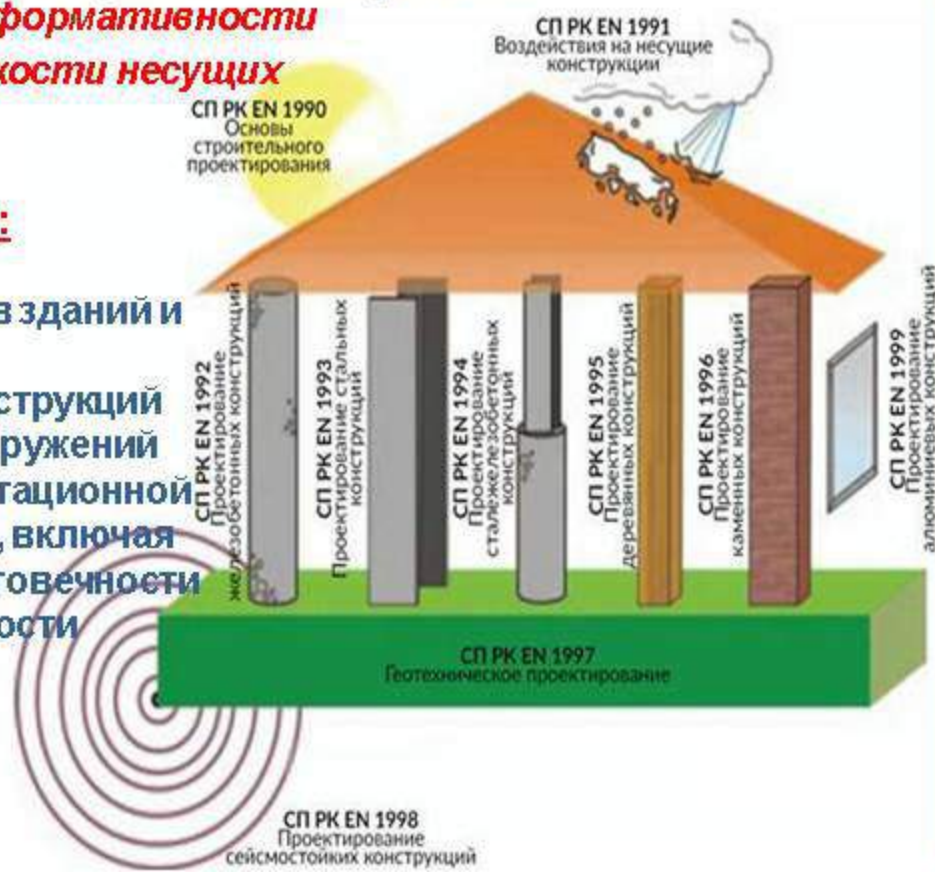 формативности
кости несущих
:
в зданий и
струкций
ружений
тационной
, включая
говечности
ости
СП РК EN 1990
Основы
строительного
проектирования
СП РК EN 1991
Воздействия на несущие
конструкции
СП РК EN 1992
Проектирование
железобетонных конструкций
СП РК EN 1993
Проектирование стальных
конструкций
СП РК EN 1994
Проектирование
сталежелезобетонных
конструкций
СП РК EN 1995
Проектирование
деревянных конструкций
СП РК EN 1996
Проектирование
каменных конструкций
СП РК EN 1999
Проектирование
алюминиевых конструкций
СП РК EN 1997
Геотехническое проектирование
СП РК EN 1998
Проектирование
сейсмостойких конструкций